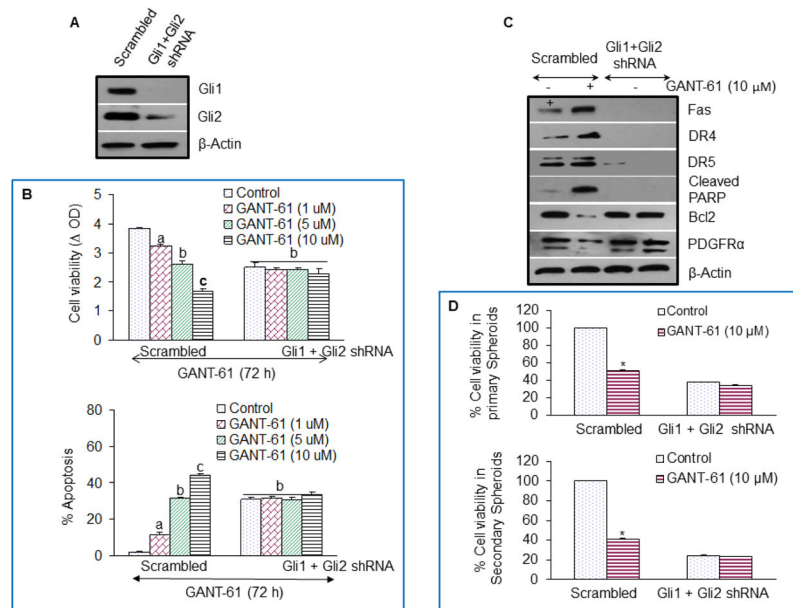 A
Scrambled
Gli1+Gli2
shRNA
Gli1
Gli2
β-Actin
B
Cell viability (Δ OD)
5
4
3
2
1
0
Control
GANT-61 (1 uM)
GANT-61 (5 uM)
GANT-61 (10 uM)
a
b
c
b
Scrambled
Gli1 + Gli2 shRNA
GANT-61 (72 h)
% Apoptosis
80
60
40
20
0
Control
GANT-61 (1 uM)
GANT-61 (5 uM)
GANT-61 (10 uM)
a
b
c
b
Scrambled
Gli1 + Gli2 shRNA
GANT-61 (72 h)
C
Scrambled
Gli1+Gli2
shRNA
- + - GANT-61 (10 μM)
+
Fas
DR4
DR5
Cleaved
PARP
Bcl2
PDGFRα
β-Actin
D
% Cell viability in
primary Spheroids
120
100
80
60
40
20
0
Control
GANT-61 (10 μM)
*
Scrambled
Gli1 + Gli2 shRNA
% Cell viability in
Secondary Spheroids
120
100
80
60
40
20
0
Control
GANT-61 (10 μM)
*
Scrambled
Gli1 + Gli2 shRNA